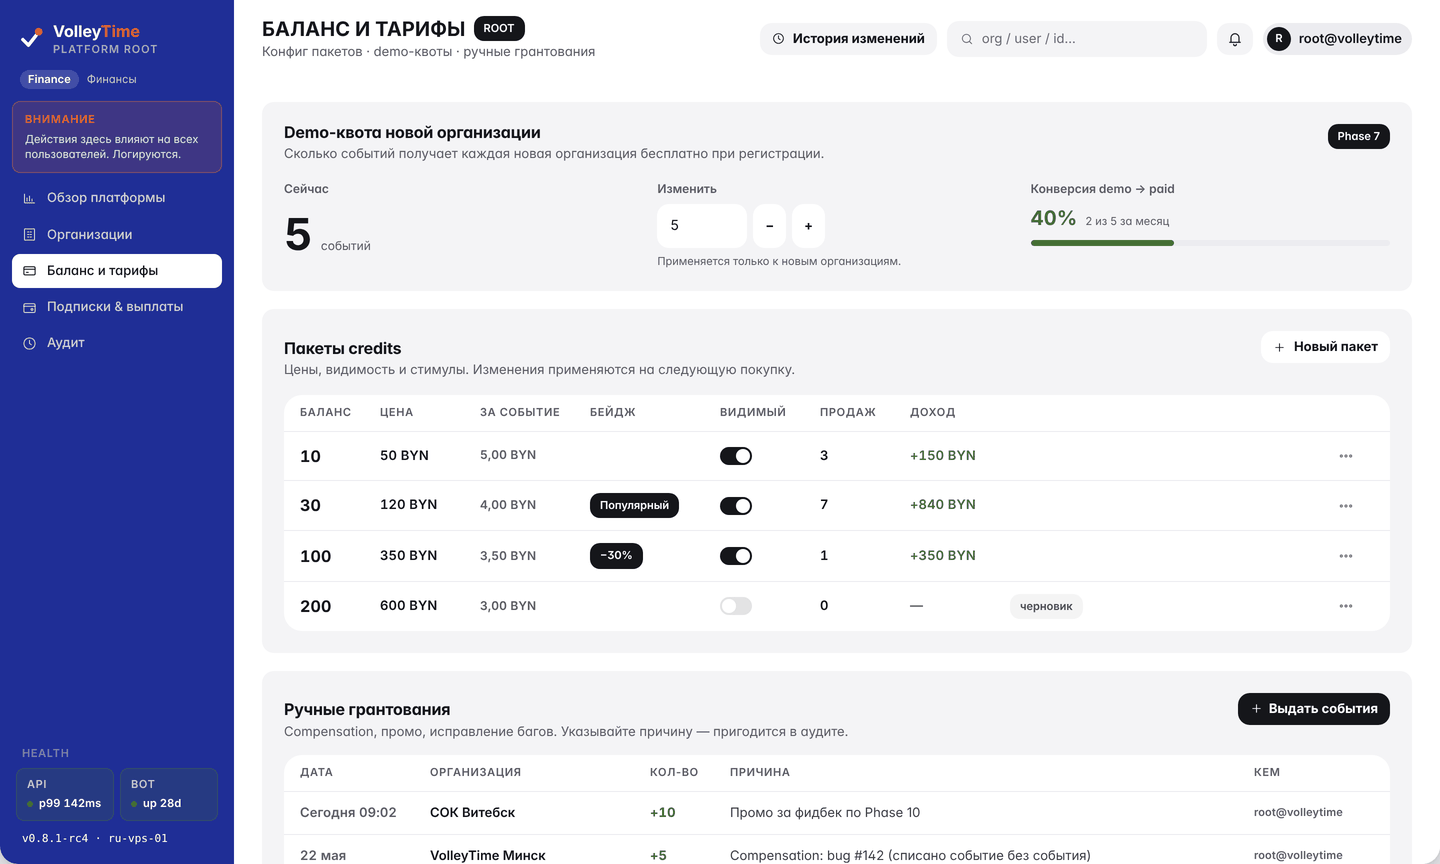 VolleyTime
PLATFORM ROOT
Finance Финансы
ВНИМАНИЕ
Действия здесь влияют на всех
пользователей. Логируются.
Обзор платформы
Организации
Баланс и тарифы
Подписки & выплаты
Аудит
HEALTH
API
p99 142ms
BOT
up 28d
v0.8.1-rc4 · ru-vps-01
БАЛАНС И ТАРИФЫ ROOT
Конфиг пакетов · demo-квоты · ручные грантования
История изменений
org / user / id...
R root@volleytime
Demo-квота новой организации
Сколько событий получает каждая новая организация бесплатно при регистрации.
Phase 7
Сейчас
5 событий
Изменить
5 − +
Применяется только к новым организациям.
Конверсия demo → paid
40% 2 из 5 за месяц
Пакеты credits
Цены, видимость и стимулы. Изменения применяются на следующую покупку.
+ Новый пакет
БАЛАНС ЦЕНА ЗА СОБЫТИЕ БЕЙДЖ ВИДИМЫЙ ПРОДАЖ ДОХОД
10 50 BYN 5,00 BYN 3 +150 BYN •••
30 120 BYN 4,00 BYN Популярный 7 +840 BYN •••
100 350 BYN 3,50 BYN −30% 1 +350 BYN •••
200 600 BYN 3,00 BYN 0 — черновик •••
Ручные грантования
Compensation, промо, исправление багов. Указывайте причину — пригодится в аудите.
+ Выдать события
ДАТА ОРГАНИЗАЦИЯ КОЛ-ВО ПРИЧИНА КЕМ
Сегодня 09:02 СОК Витебск +10 Промо за фидбек по Phase 10 root@volleytime
22 мая VolleyTime Минск +5 Compensation: bug #142 (списано событие без события) root@volleytime